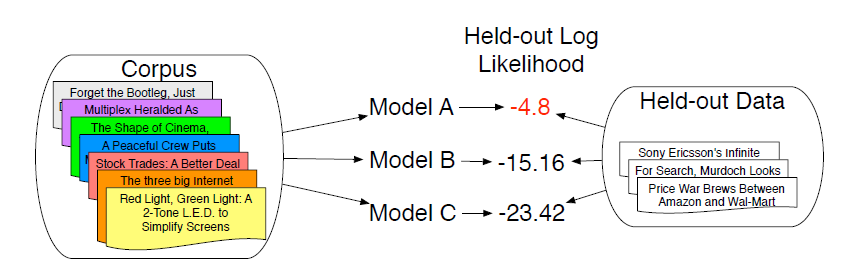 Held-out Log
Likelihood
Corpus
Forget the Bootleg, Just
Multiplex Heralded As
The Shape of Cinema,
A Peaceful Crew Puts
Stock Trades: A Better Deal
The three big Internet
Red Light, Green Light: A
2-Tone L.E.D. to
Simplify Screens
Model A
-4.8
Model B
-15.16
Model C
-23.42
Held-out Data
Sony Ericsson's Infinite
For Search, Murdoch Looks
Price War Brews Between
Amazon and Wal-Mart